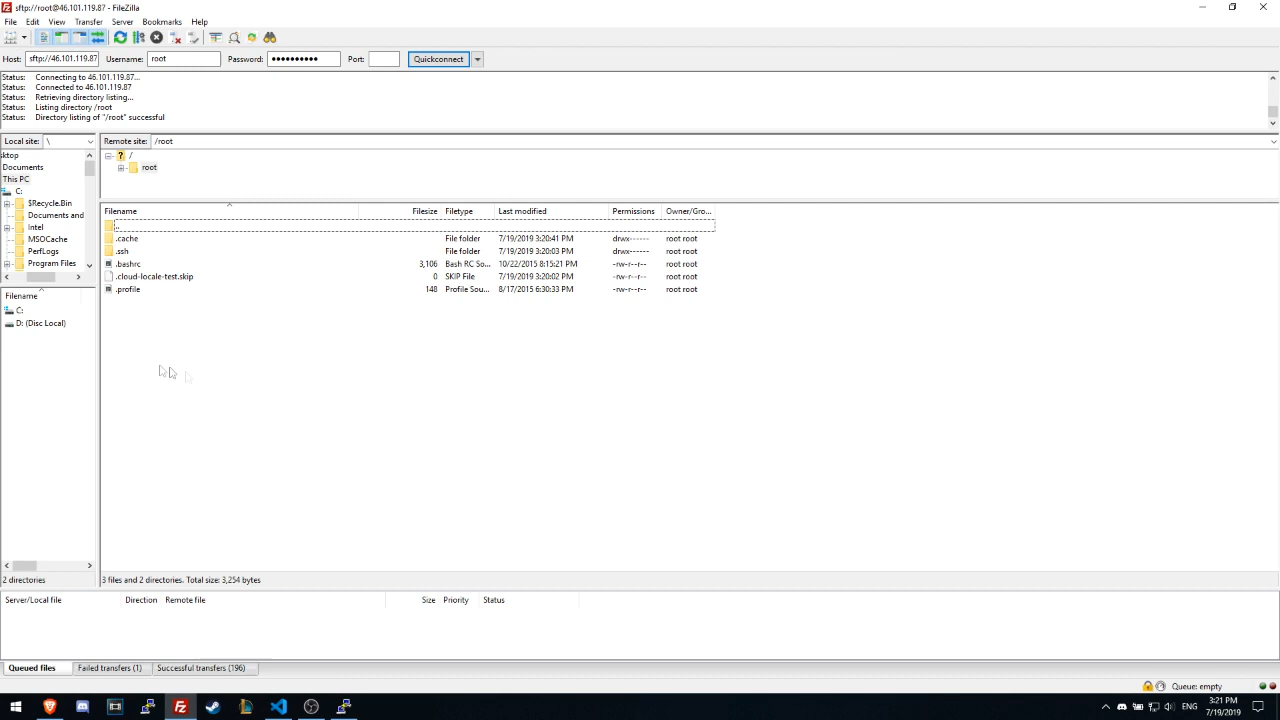 sftp://root@46.101.119.87 - FileZilla
File Edit View Transfer Server Bookmarks Help
Host: sftp://46.101.119.87 Username: root Password: ●●●●●●●●●● Port: Quickconnect
Status: Connecting to 46.101.119.87...
Status: Connected to 46.101.119.87
Status: Retrieving directory listing...
Status: Listing directory /root
Status: Directory listing of "/root" successful
Local site: \
ktop
Documents
This PC
C:
$Recycle.Bin
Documents and
Intel
MSOCache
PerfLogs
Program Files
Filename
C:
D: (Disc Local)
2 directories
Remote site: /root
? /
root
Filename Filesize Filetype Last modified Permissions Owner/Gro...
..
.cache File folder 7/19/2019 3:20:41 PM drwx------ root root
.ssh File folder 7/19/2019 3:20:03 PM drwx------ root root
.bashrc 3,106 Bash RC So... 10/22/2015 8:15:21 PM -rw-r--r-- root root
.cloud-locale-test.skip 0 SKIP File 7/19/2019 3:20:02 PM -rw-r--r-- root root
.profile 148 Profile Sou... 8/17/2015 6:30:33 PM -rw-r--r-- root root
3 files and 2 directories. Total size: 3,254 bytes
Server/Local file Direction Remote file Size Priority Status
Queued files Failed transfers (1) Successful transfers (196)
Queue: empty
ENG
3:21 PM
7/19/2019